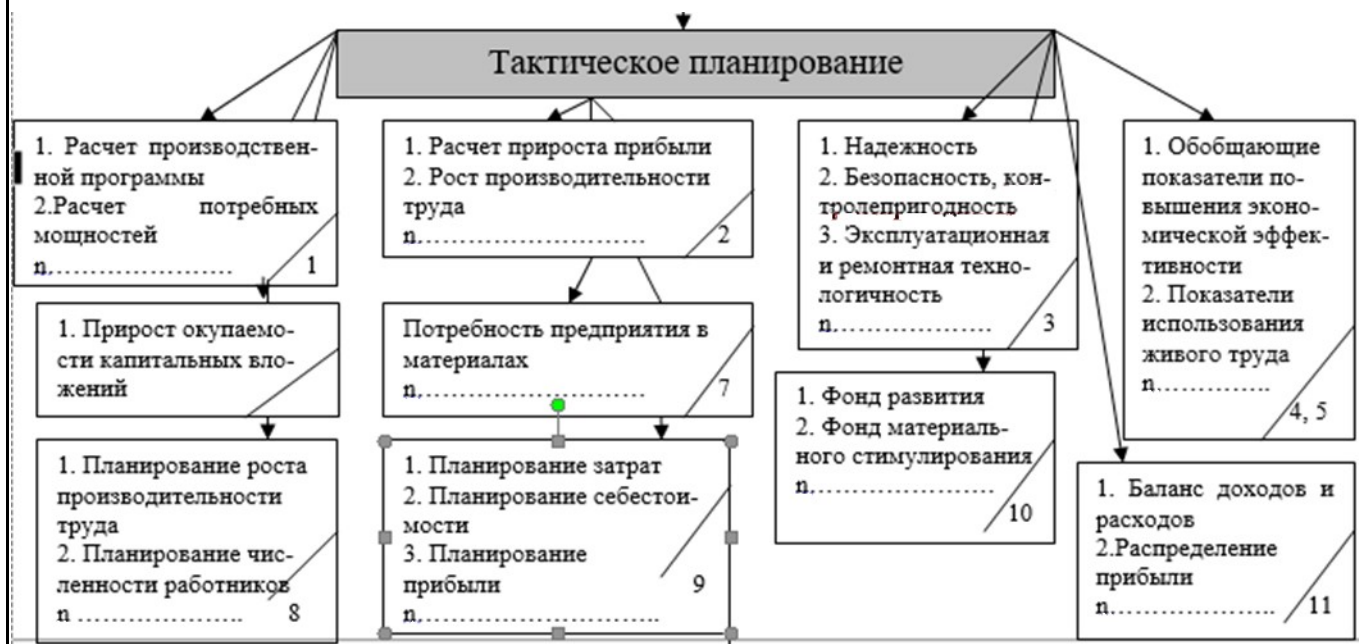 Тактическое планирование
1. Расчет производствен-
ной программы
2.Расчет потребных
мощностей
n………………………
1
1. Расчет прироста прибыли
2. Рост производительности
труда
n…………………………
2
1. Надежность
2. Безопасность, кон-
тролепригодность
3. Эксплуатационная
и ремонтная техно-
логичность
n…………………
3
1. Обобщающие
показатели по-
вышения эконо-
мической эффек-
тивности
2. Показатели
использования
живого труда
n…………..
4, 5
1. Прирост окупаемо-
сти капитальных вло-
жений
Потребность предприятия в
материалах
n…………………………
7
1. Фонд развития
2. Фонд материаль-
ного стимулирования
n……………………
10
1. Планирование роста
производительности
труда
2. Планирование чис-
ленности работников
n ………………..
8
1. Планирование затрат
2. Планирование себестои-
мости
3. Планирование
прибыли
9
n………………………….
1. Баланс доходов и
расходов
2.Распределение
прибыли
n………………..
11